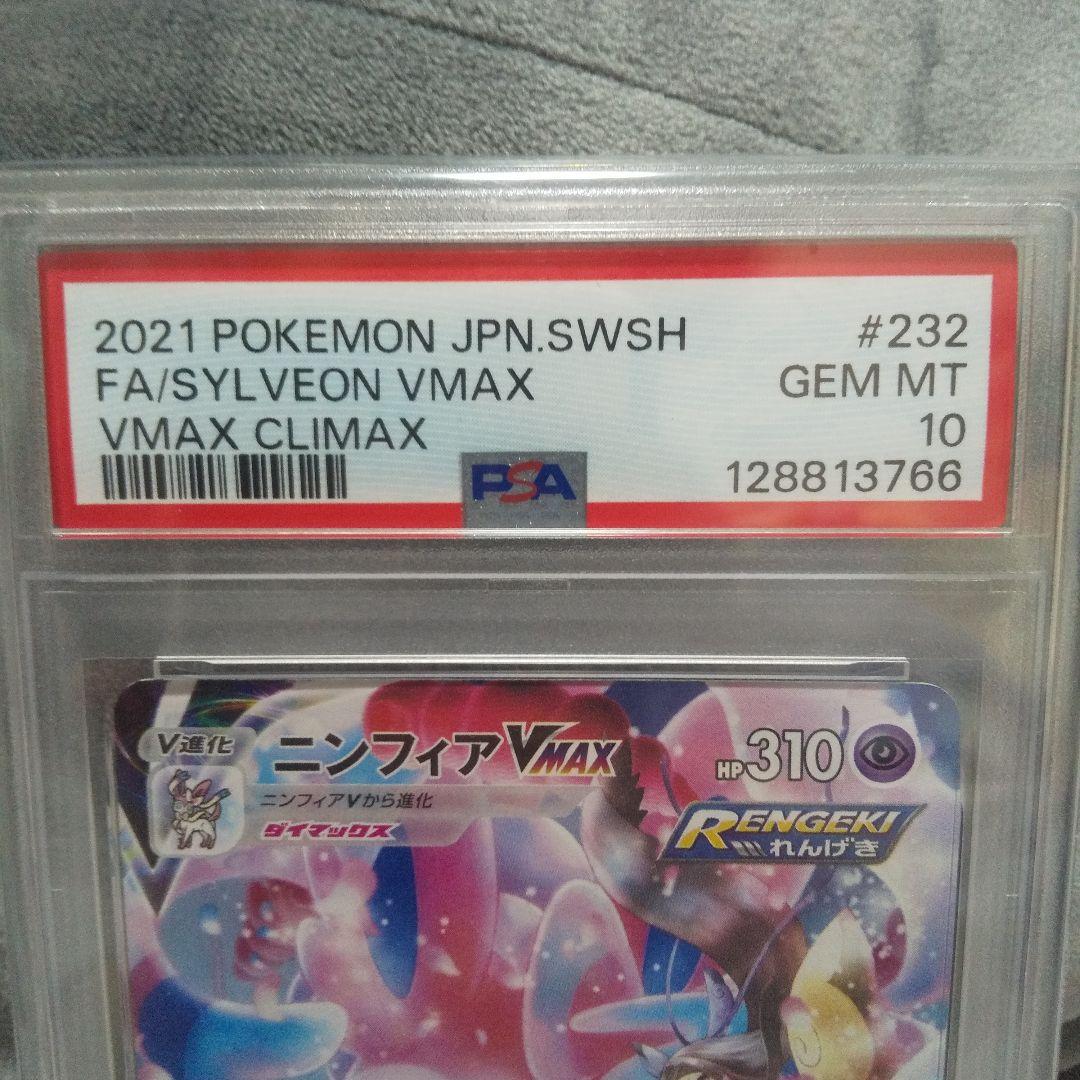 2021 POKEMON JPN.SWSH #232
FA/SYLVEON VMAX GEM MT
VMAX CLIMAX 10
PSA 128813766
V進化 ニンフィアVMAX HP310
ニンフィアVから進化
ダイマックス
RENGEKI
れんげき